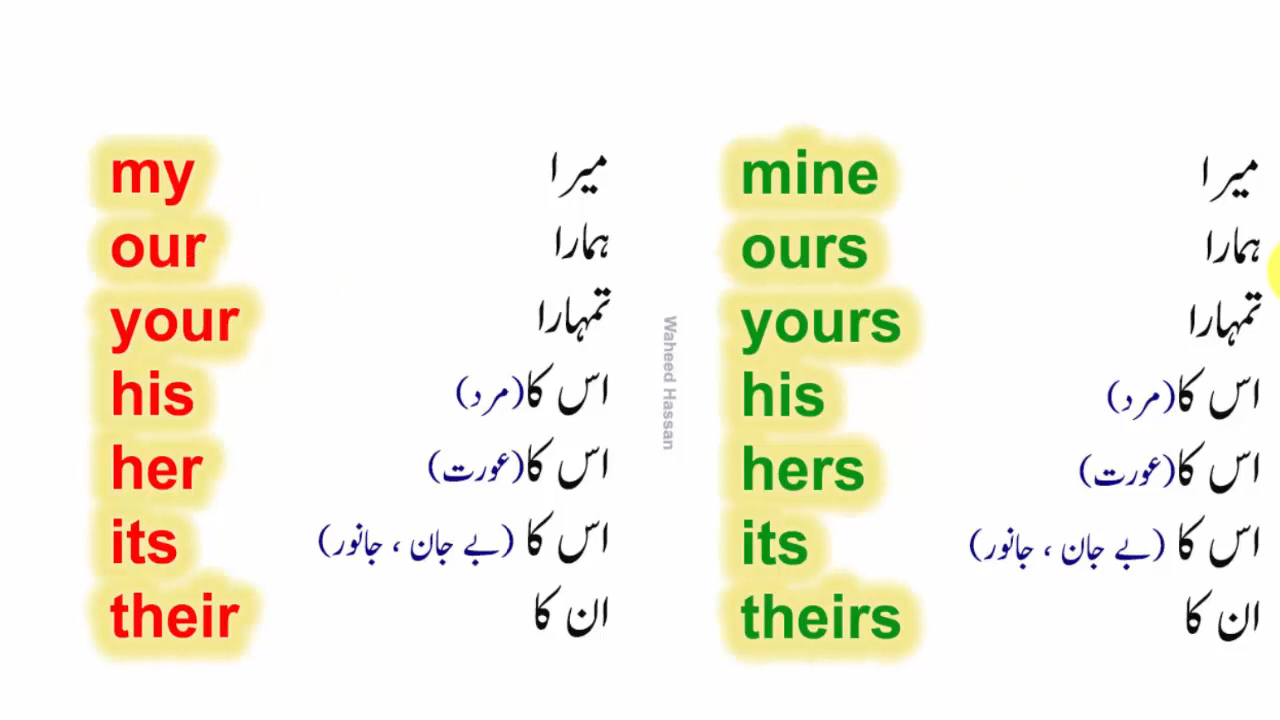 my میرا mine میرا
our ہمارا ours ہمارا
your تمہارا yours تمہارا
his اس کا(مرد) his اس کا(مرد)
her اس کا(عورت) hers اس کا(عورت)
its اس کا (بے جان ، جانور) its اس کا (بے جان ، جانور)
their ان کا theirs ان کا
Waheed Hassan